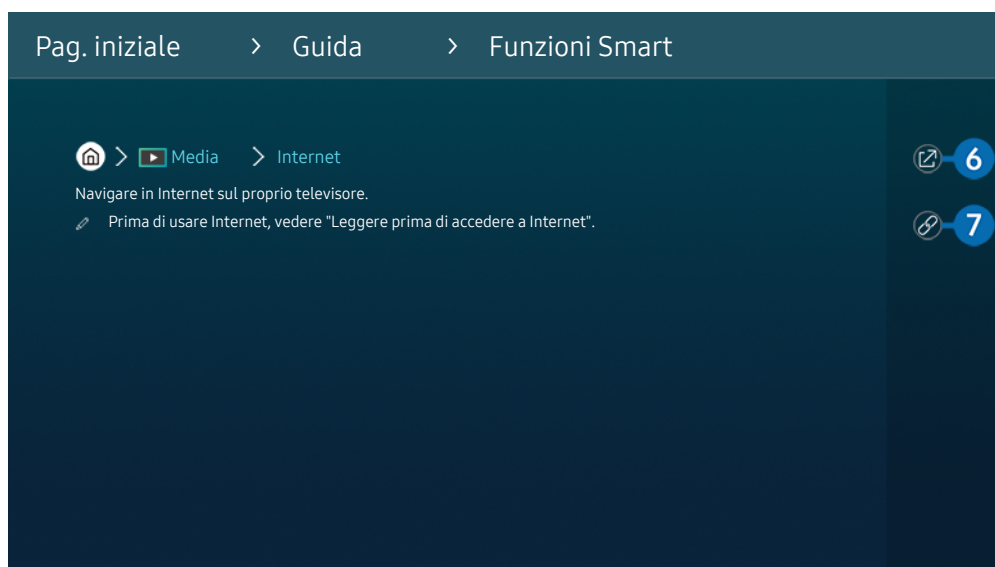 Pag. iniziale > Guida > Funzioni Smart
> Media > Internet
6
Navigare in Internet sul proprio televisore.
Prima di usare Internet, vedere "Leggere prima di accedere a Internet".
7